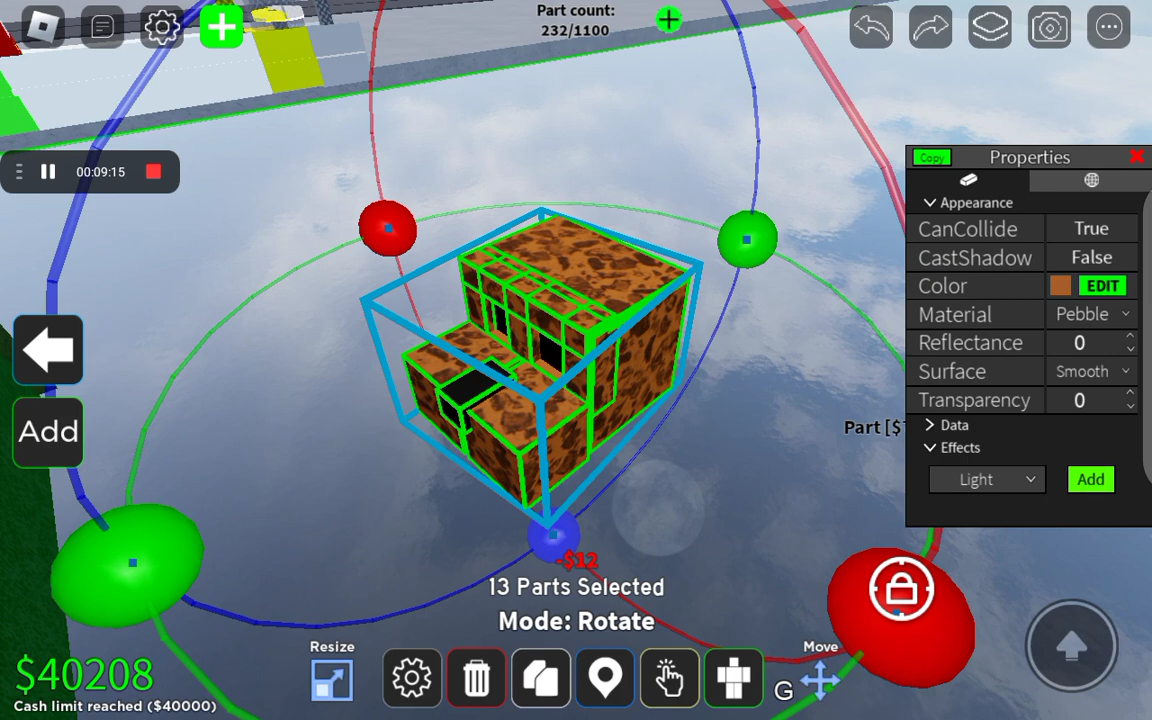 Part count:
232/1100
00:09:15
Copy
Properties
Appearance
CanCollide True
CastShadow False
Color EDIT
Material Pebble
Reflectance 0
Surface Smooth
Transparency 0
Data
Effects
Light Add
Add
Part [$
-$12
13 Parts Selected
Mode: Rotate
Resize
G
Move
$40208
Cash limit reached ($40000)